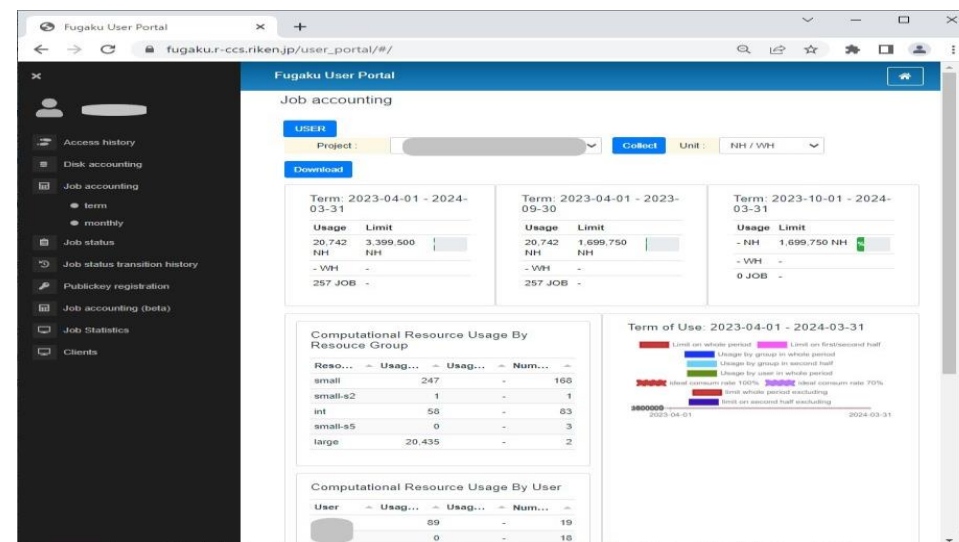 Fugaku User Portal
fugaku.r-ccs.riken.jp/user_portal/#/
Fugaku User Portal
Access history
Disk accounting
Job accounting
term
monthly
Job status
Job status transition history
Publickey registration
Job accounting (beta)
Job Statistics
Clients
Job accounting
USER
Project :
Collect
Unit :
NH / WH
Download
Term: 2023-04-01 - 2024-
03-31
Usage Limit
20,742 3,399,500
NH NH
- WH -
257 JOB -
Term: 2023-04-01 - 2023-
09-30
Usage Limit
20,742 1,699,750
NH NH
- WH -
257 JOB -
Term: 2023-10-01 - 2024-
03-31
Usage Limit
- NH 1,699,750 NH %
- WH -
0 JOB -
Computational Resource Usage By
Resouce Group
Reso... Usag... Usag... Num...
small 247 - 168
small-s2 1 - 1
int 58 - 83
small-s5 0 - 3
large 20,435 - 2
Computational Resource Usage By User
User Usag... Usag... Num...
89 - 19
0 - 18
Term of Use: 2023-04-01 - 2024-03-31
Limit on whole period Limit on first/second half
Usage by group in whole period
Usage by group in second half
Usage by user in whole period
ideal consum rate 100% ideal consum rate 70%
limit whole period excluding
limit on second half excluding
2023-04-01 2024-03-31